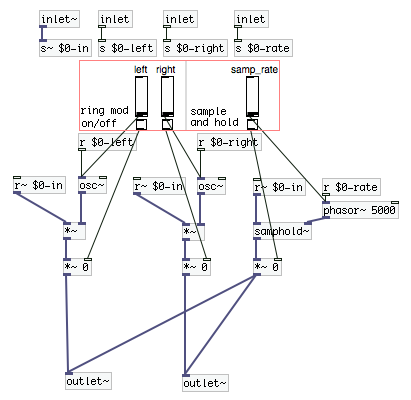 inlet~ inlet inlet inlet
s~ $0-in s $0-left s $0-right s $0-rate
left right samp_rate
ring mod on/off
sample and hold
r $0-left r $0-right
r~ $0-in osc~ r~ $0-in osc~ r~ $0-in r $0-rate
phasor~ 5000
*~ *~ samphold~
*~ 0 *~ 0 *~ 0
outlet~ outlet~